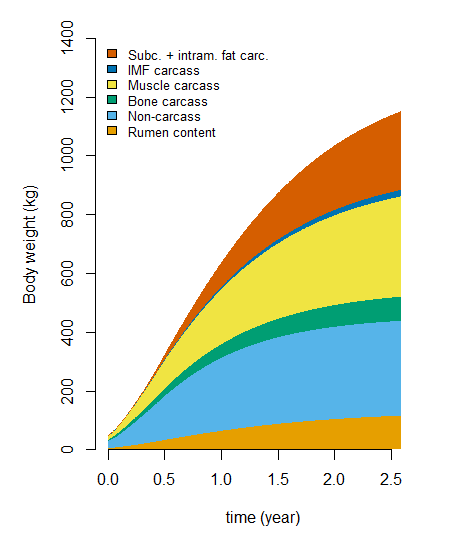 1400
1200
1000
800
600
400
200
0
Body weight (kg)
Subc. + intram. fat carc.
IMF carcass
Muscle carcass
Bone carcass
Non-carcass
Rumen content
0.0 0.5 1.0 1.5 2.0 2.5
time (year)